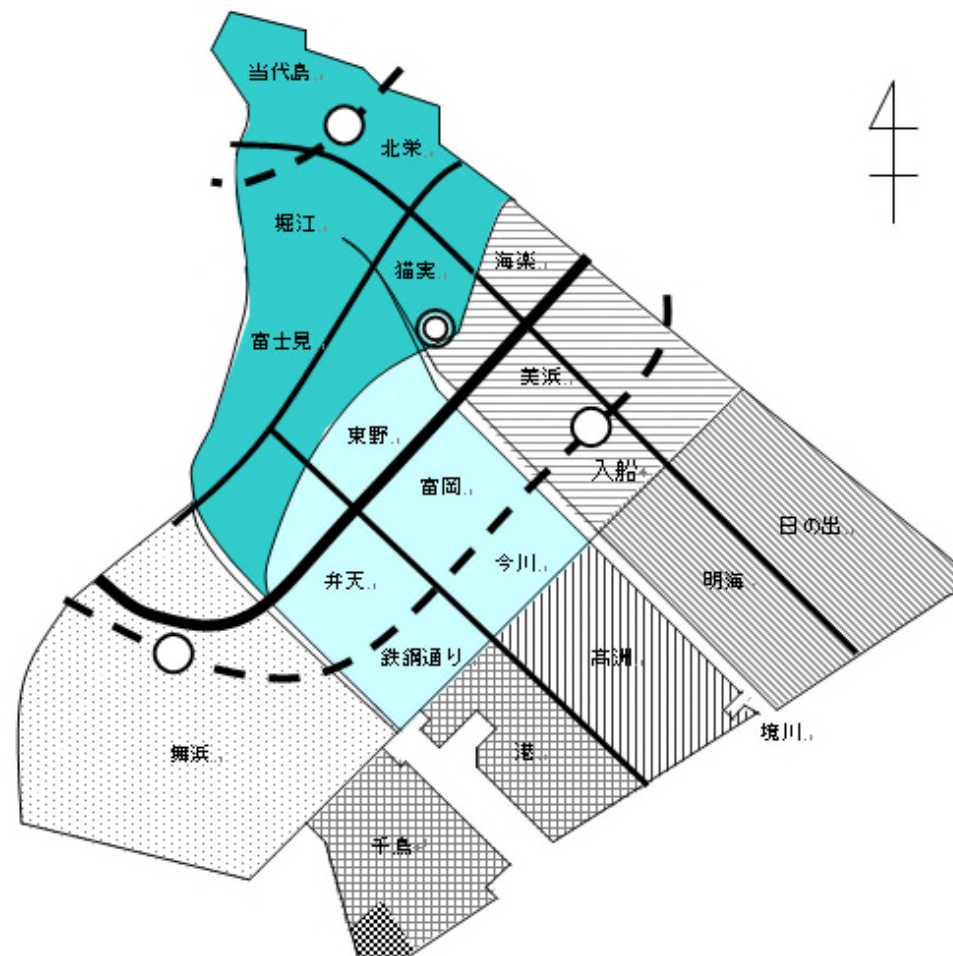 当代島
北栄
堀江
猫実
海楽
富士見
美浜
東野
入船
富岡
日の出
今川
弁天
明海
鉄鋼通り
高洲
境川
港
舞浜
千鳥